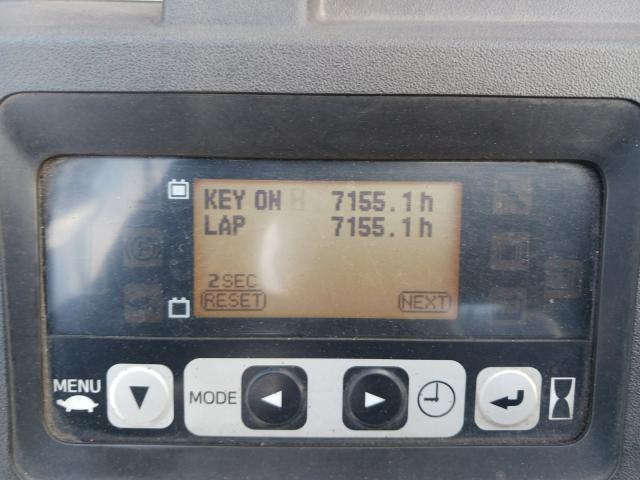 KEY ON 7155.1h
LAP 7155.1h
2SEC
RESET NEXT
MENU MODE